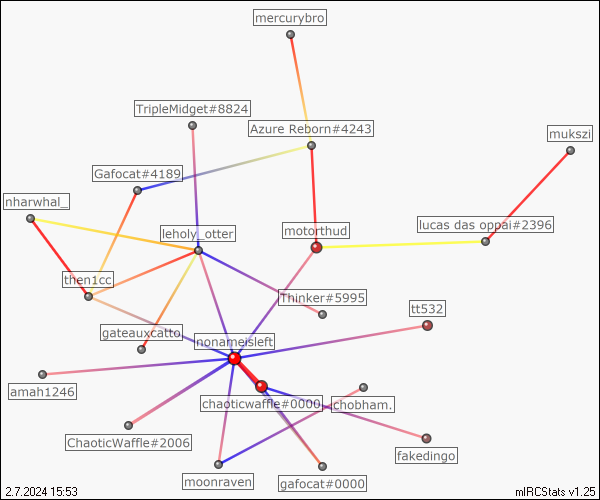 mercurybro
TripleMidget#8824
Azure Reborn#4243
mukszi
Gafocat#4189
nharwhal_
leholy_otter
motorthud
lucas das oppai#2396
then1cc
Thinker#5995
tt532
gateauxcatto.
nonameisleft
amah1246
chaoticwaffle#0000
chobham.
ChaoticWaffle#2006
fakedingo
moonraven
gafocat#0000
2.7.2024 15:53
mIRCStats v1.25